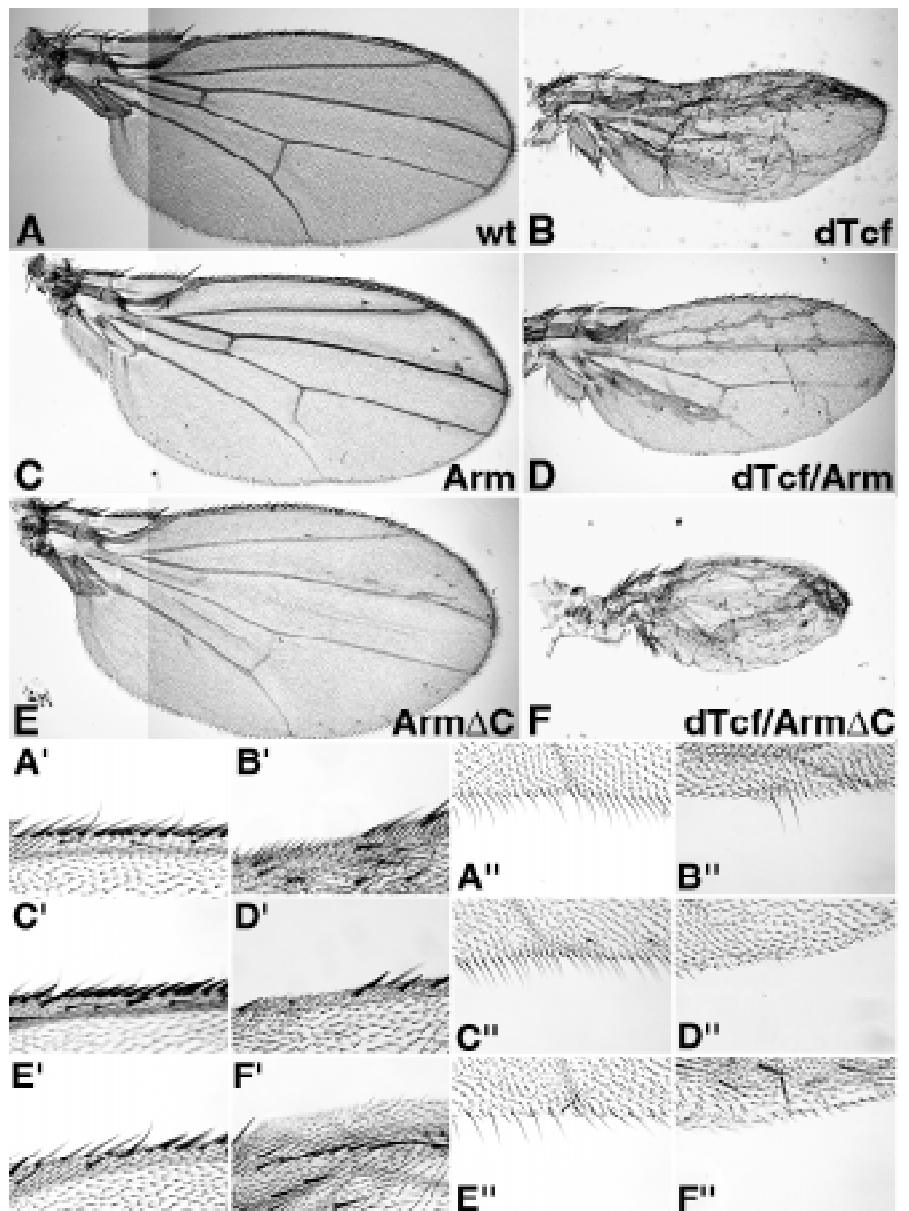 A wt
B dTcf
C Arm
D dTcf/Arm
E ArmΔC
F dTcf/ArmΔC
A'
B'
A"
B"
C'
D'
C"
D"
E'
F'
E"
F"